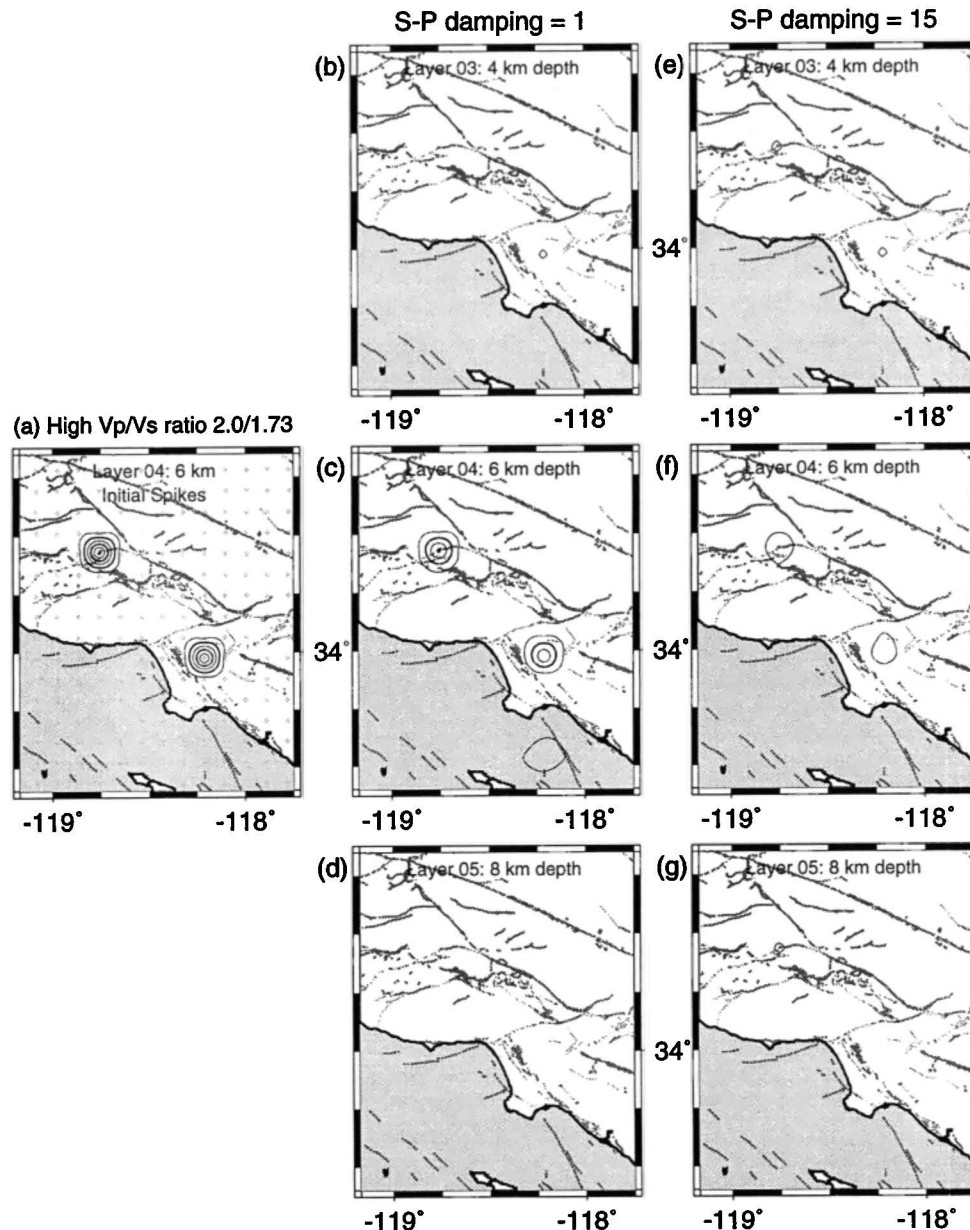 S-P damping = 1
S-P damping = 15
(b)
Layer 03: 4 km depth
(e)
Layer 03: 4 km depth
34°
-119°
-118°
-119°
-118°
(a) High Vp/Vs ratio 2.0/1.73
Layer 04: 6 km
Initial Spikes
(c)
Layer 04: 6 km depth
(f)
Layer 04: 6 km depth
34°
34°
-119°
-118°
-119°
-118°
-119°
-118°
(d)
Layer 05: 8 km depth
(g)
Layer 05: 8 km depth
34°
-119°
-118°
-119°
-118°